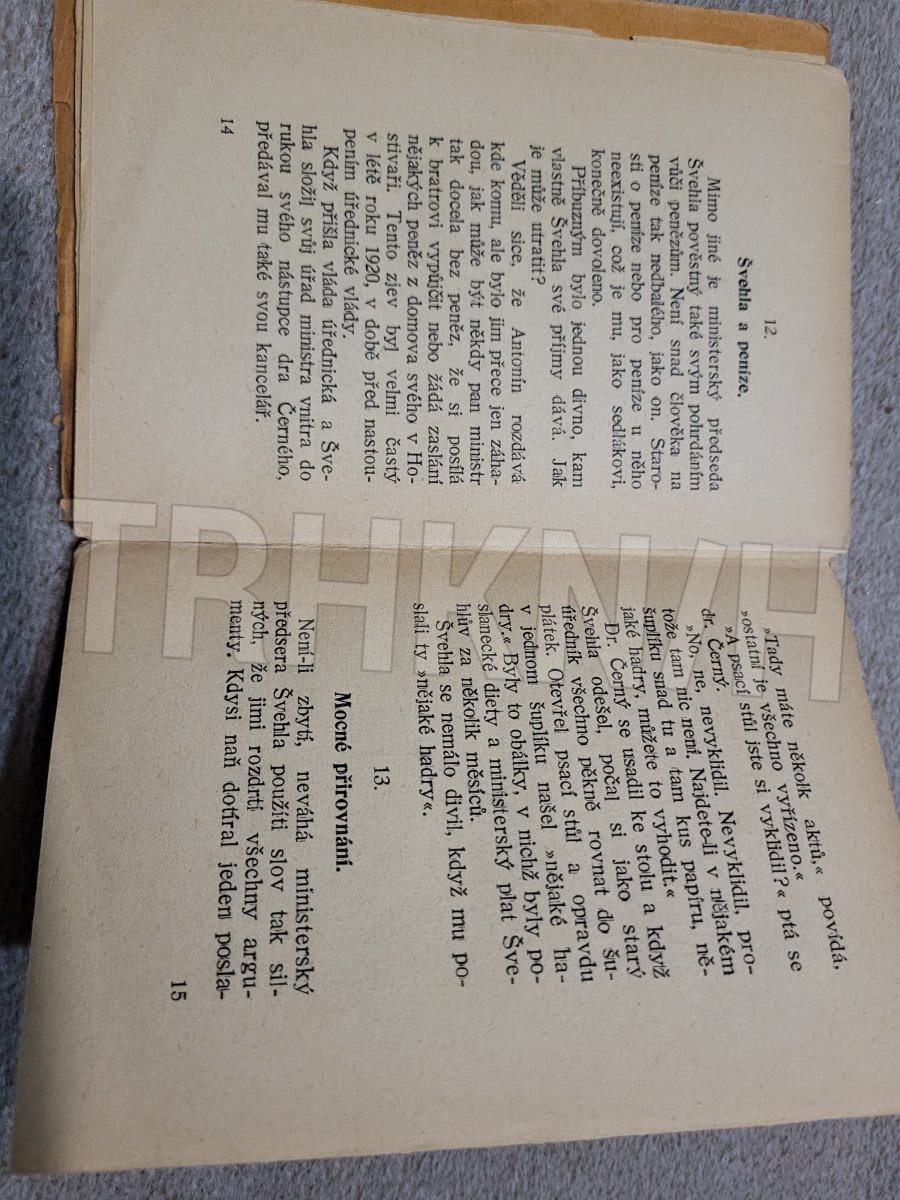 12.
Švehla a peníze.
Mimo jiné je ministerský předseda
Švehla pověstný také svým pohrdáním
vůči penězům. Není snad člověka na
peníze tak nedbalého, jako on. Staro-
sti o peníze nebo pro peníze u něho
neexistují, což je mu, jako sedlákovi,
konečně dovoleno.
Příbuzným bylo jednou divno, kam
vlastně Švehla své příjmy dává. Jak
je může utratit?
Věděli sice, že Antonín rozdává
kde komu, ale bylo jim přece jen záha-
dou, jak může být někdy pan ministr
tak docela bez peněz, že si posílá
k bratrovi vypůjčit nebo žádá zaslání
nějakých peněz z domova svého v Ho-
stivaři. Tento zjev byl velmi častý
v létě roku 1920, v době před nastou-
pením úřednické vlády.
Když přišla vláda úřednická a Šve-
hla složil svůj úřad ministra vnitra do
rukou svého nástupce dra Černého,
předával mu také svou kancelář.
14
»Tady máte několik aktů,« povídá,
»ostatní je všechno vyřízeno.«
»A psací stůl jste si vyklidil?« ptá se
dr. Černý.
»No, ne, nevyklidil. Nevyklidil, pro-
tože tam nic není. Najdete-li v nějakém
šuplíku snad tu a tam kus papíru, ně-
jaké hadry, můžete to vyhodit.«
Dr. Černý se usadil ke stolu a když
Švehla odešel, počal si jako starý
úředník všechno pěkně rovnat do šu-
plátek. Otevřel psací stůl a opravdu
v jednom šuplíku našel »nějaké ha-
dry.« Byly to obálky, v nichž byly po-
slanecké diety a ministerský plat Šve-
hlův za několik měsíců.
Švehla se nemálo divil, když mu po-
slali ty »nějaké hadry«.
13.
Mocné přirovnání.
Není-li zbytí, neváhá ministerský
předsera Švehla použíti slov tak sil-
ných, že jimi rozdrtí všechny argu-
menty. Kdysi naň dotíral jeden posla-
15
TRHKNIH